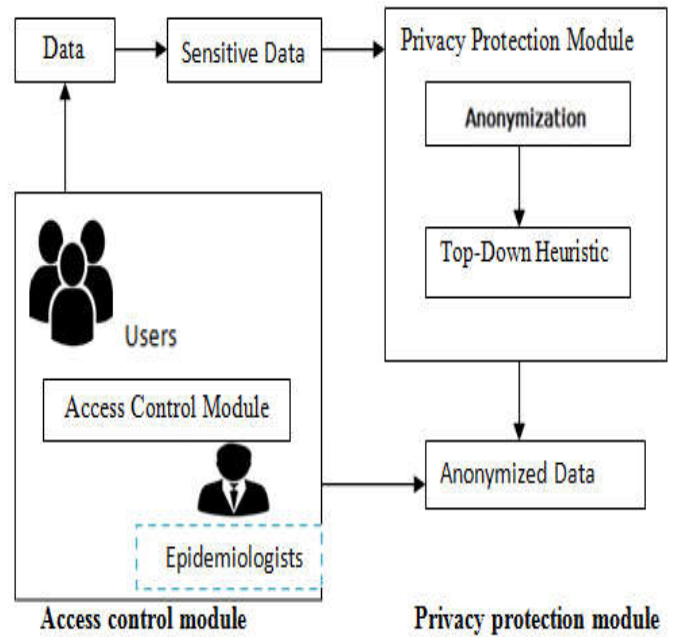 Data
Sensitive Data
Privacy Protection Module
Anonymization
Top-Down Heuristic
Users
Access Control Module
Anonymized Data
Epidemiologists
Access control module
Privacy protection module